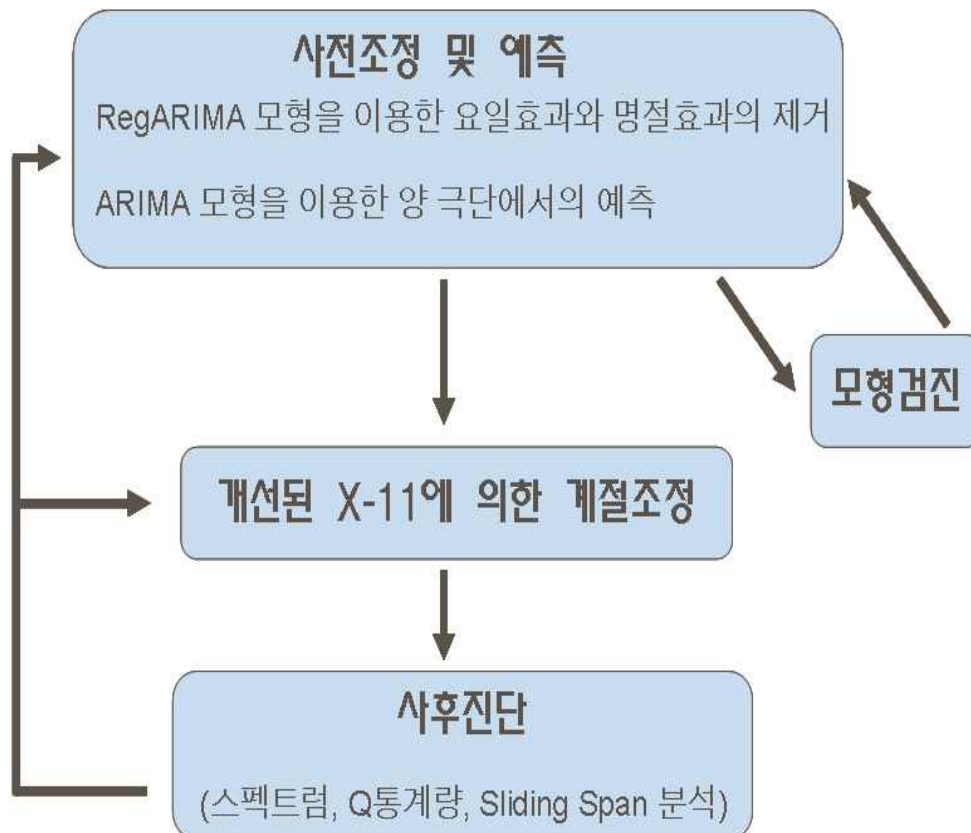 사전조정 및 예측
RegARIMA 모형을 이용한 요일효과와 명절효과의 제거
ARIMA 모형을 이용한 양 극단에서의 예측
모형검진
개선된 X-11에 의한 계절조정
사후진단
(스펙트럼, Q통계량, Sliding Span 분석)